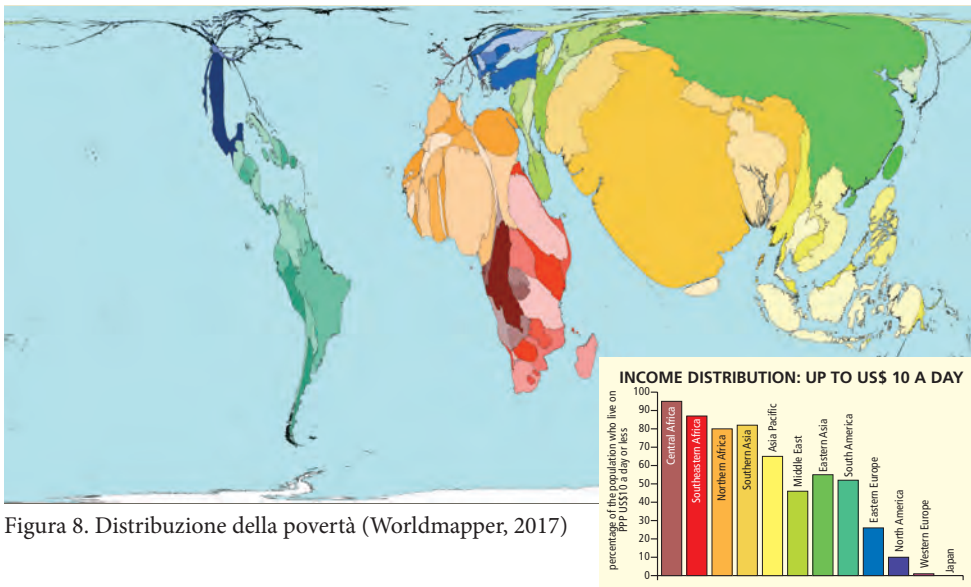 INCOME DISTRIBUTION: UP TO US$ 10 A DAY
percentage of the population who live on
PPP US$10 a day or less
100
90
80
70
60
50
40
30
20
10
0
Central Africa
Southeastern Africa
Northern Africa
Southern Asia
Asia Pacific
Middle East
Eastern Asia
South America
Eastern Europe
North America
Western Europe
Japan
Figura 8. Distribuzione della povertà (Worldmapper, 2017)